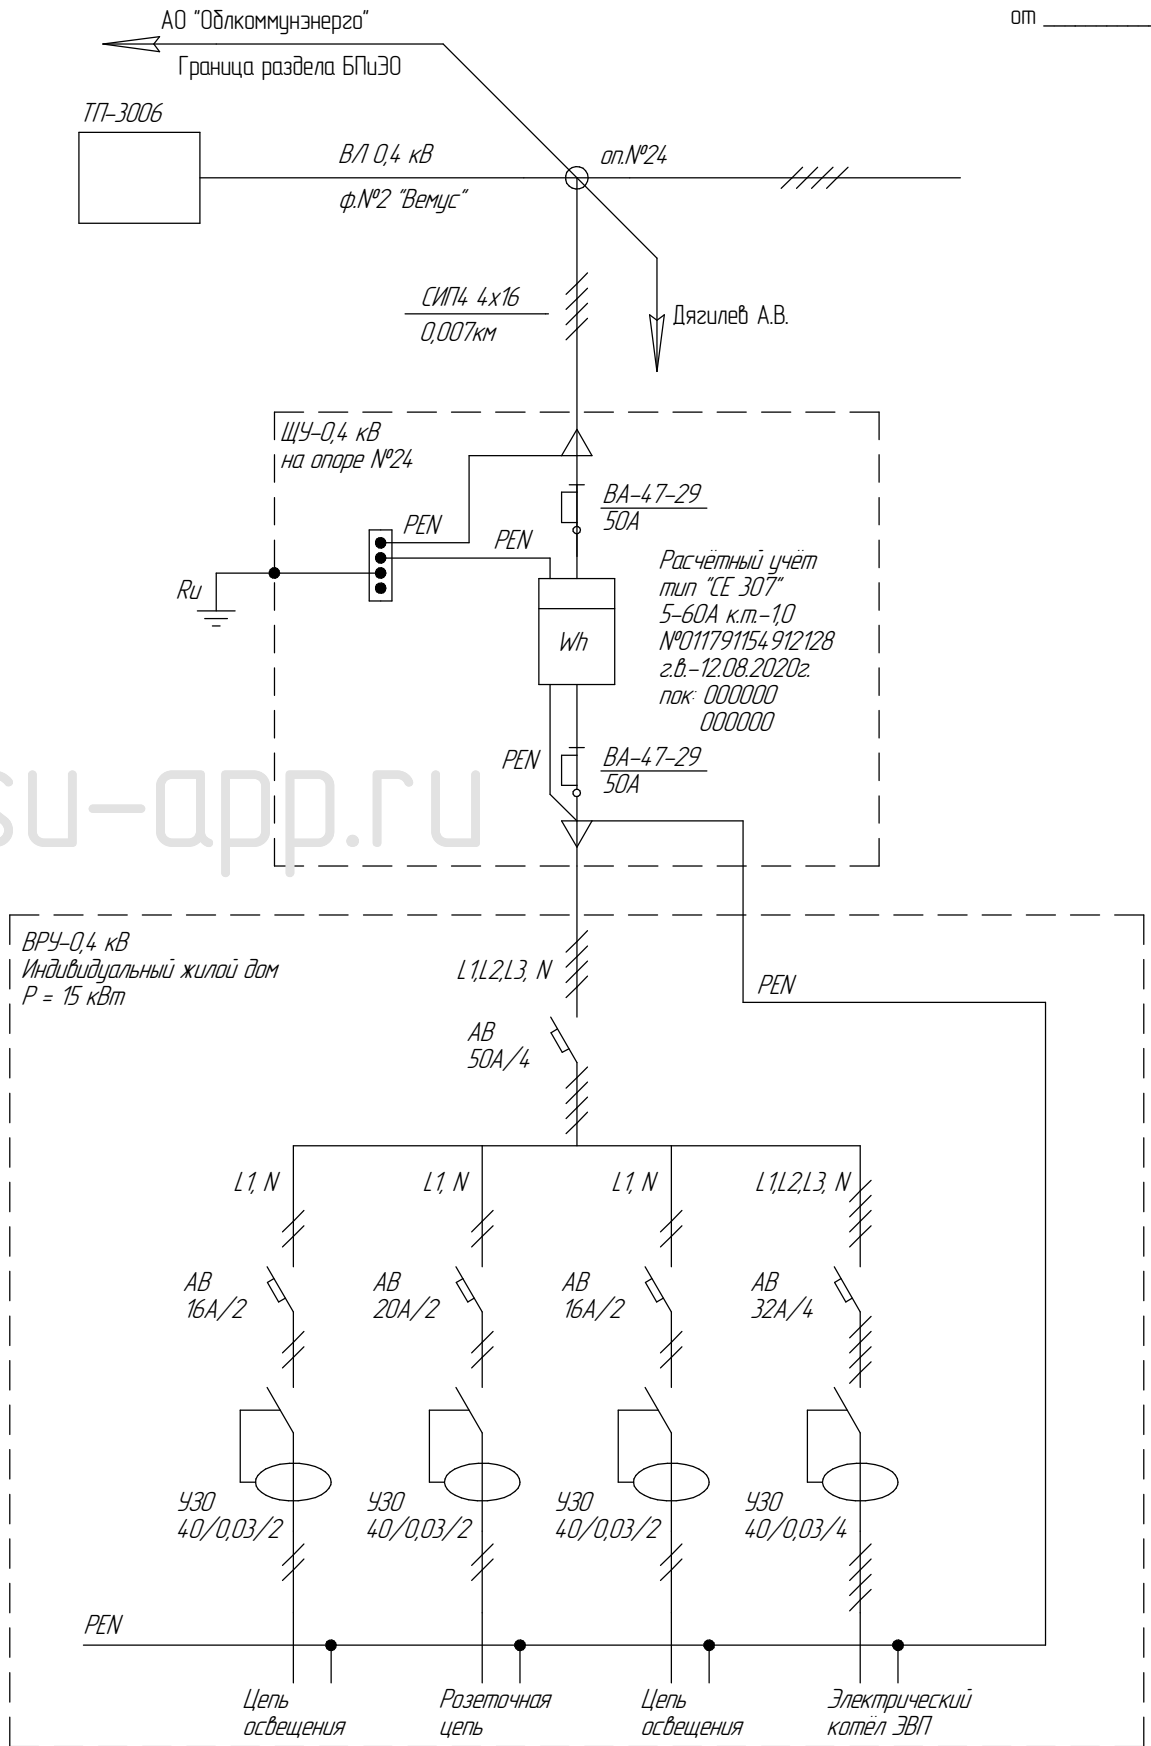 АО "Облкоммунэнерго"
от
Граница раздела БПиЭО
ТП-3006
ВЛ 0,4 кВ
оп.№24
ф.№2 "Вемус"
СИП4 4х16
0,007км
Дягилев А.В.
ЩУ-0,4 кВ
на опоре №24
ВА-47-29
50А
PEN
PEN
Ru
Wh
Расчётный учёт
тип "СЕ 307"
5-60А к.т.-1,0
№011791154912128
г.в.-12.08.2020г.
пок: 000000
000000
PEN
ВА-47-29
50А
su-app.ru
ВРУ-0,4 кВ
Индивидуальный жилой дом
Р = 15 кВт
L1,L2,L3, N
PEN
АВ
50А/4
L1, N
L1, N
L1, N
L1,L2,L3, N
АВ
16А/2
АВ
20А/2
АВ
16А/2
АВ
32А/4
УЗО
40/0,03/2
УЗО
40/0,03/2
УЗО
40/0,03/2
УЗО
40/0,03/4
PEN
Цепь
освещения
Розеточная
цепь
Цепь
освещения
Электрический
котёл ЭВП